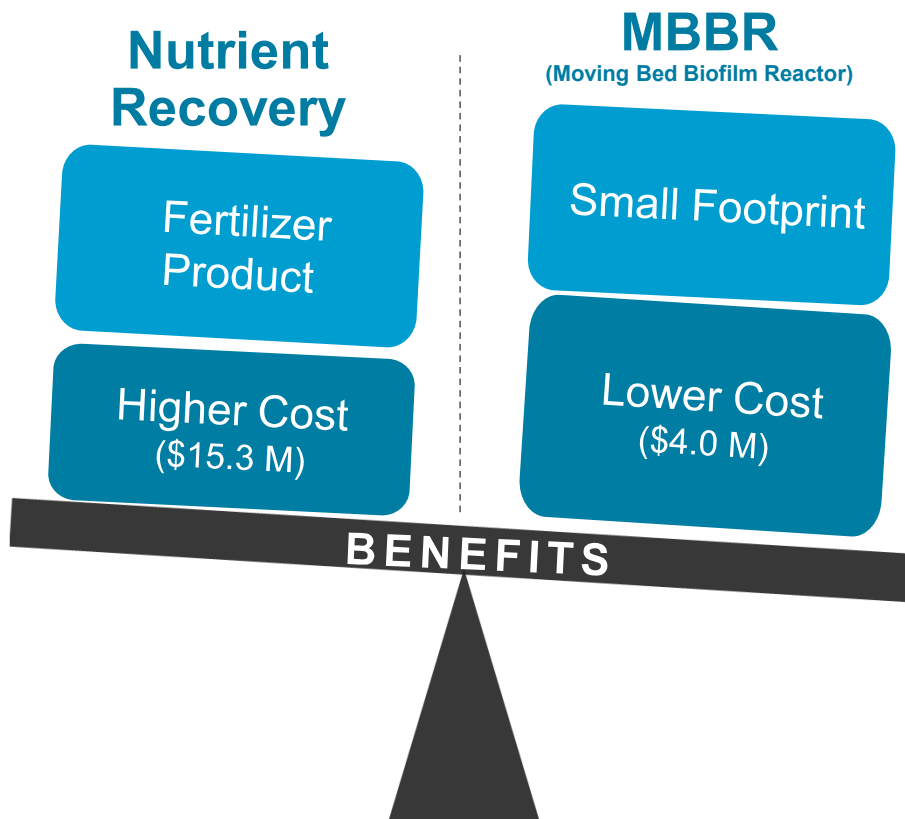 Nutrient
Recovery
Fertilizer
Product
Higher Cost
($15.3 M)
MBBR
(Moving Bed Biofilm Reactor)
Small Footprint
Lower Cost
($4.0 M)
BENEFITS